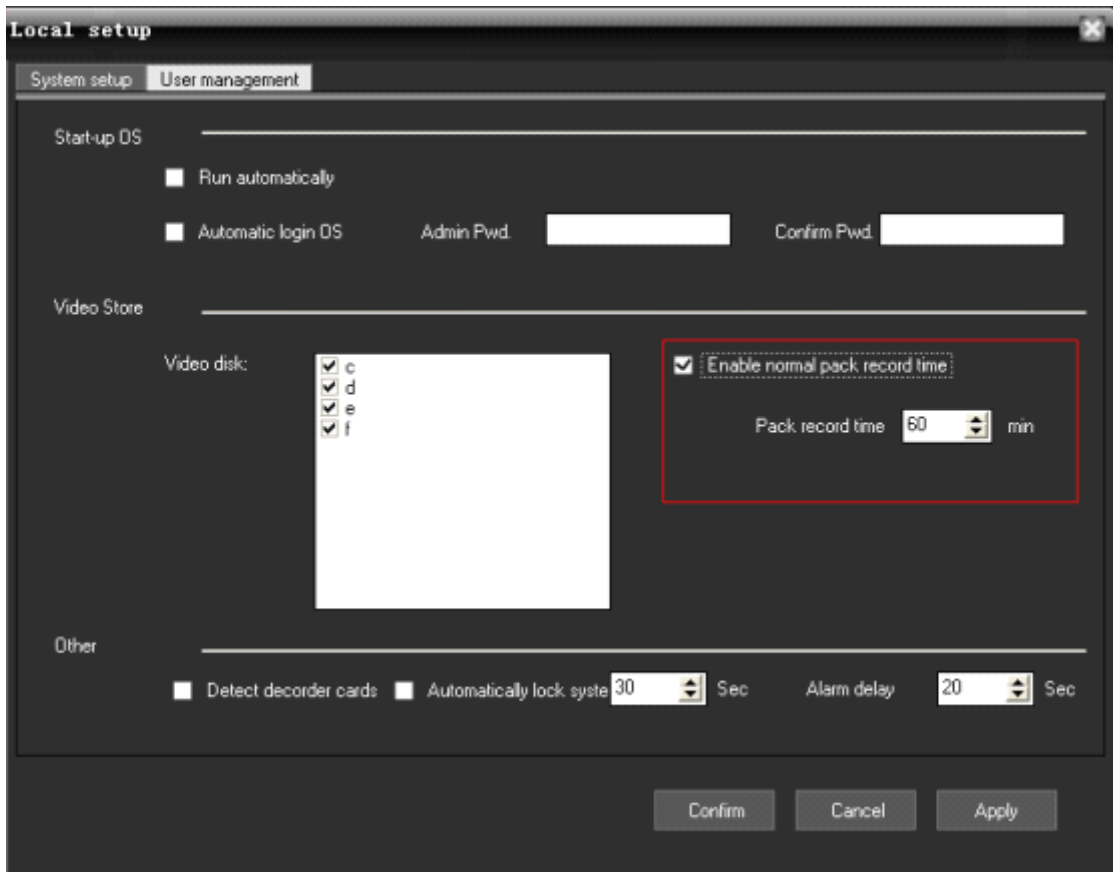 Local setup
System setup User management
Start-up OS
Run automatically
Automatic login OS Admin Pwd. Confirm Pwd.
Video Store
Video disk: c Enable normal pack record time
d
e
f
Pack record time 60 min
Other
Detect decorder cards Automatically lock syste 30 Sec Alarm delay 20 Sec
Confirm Cancel Apply